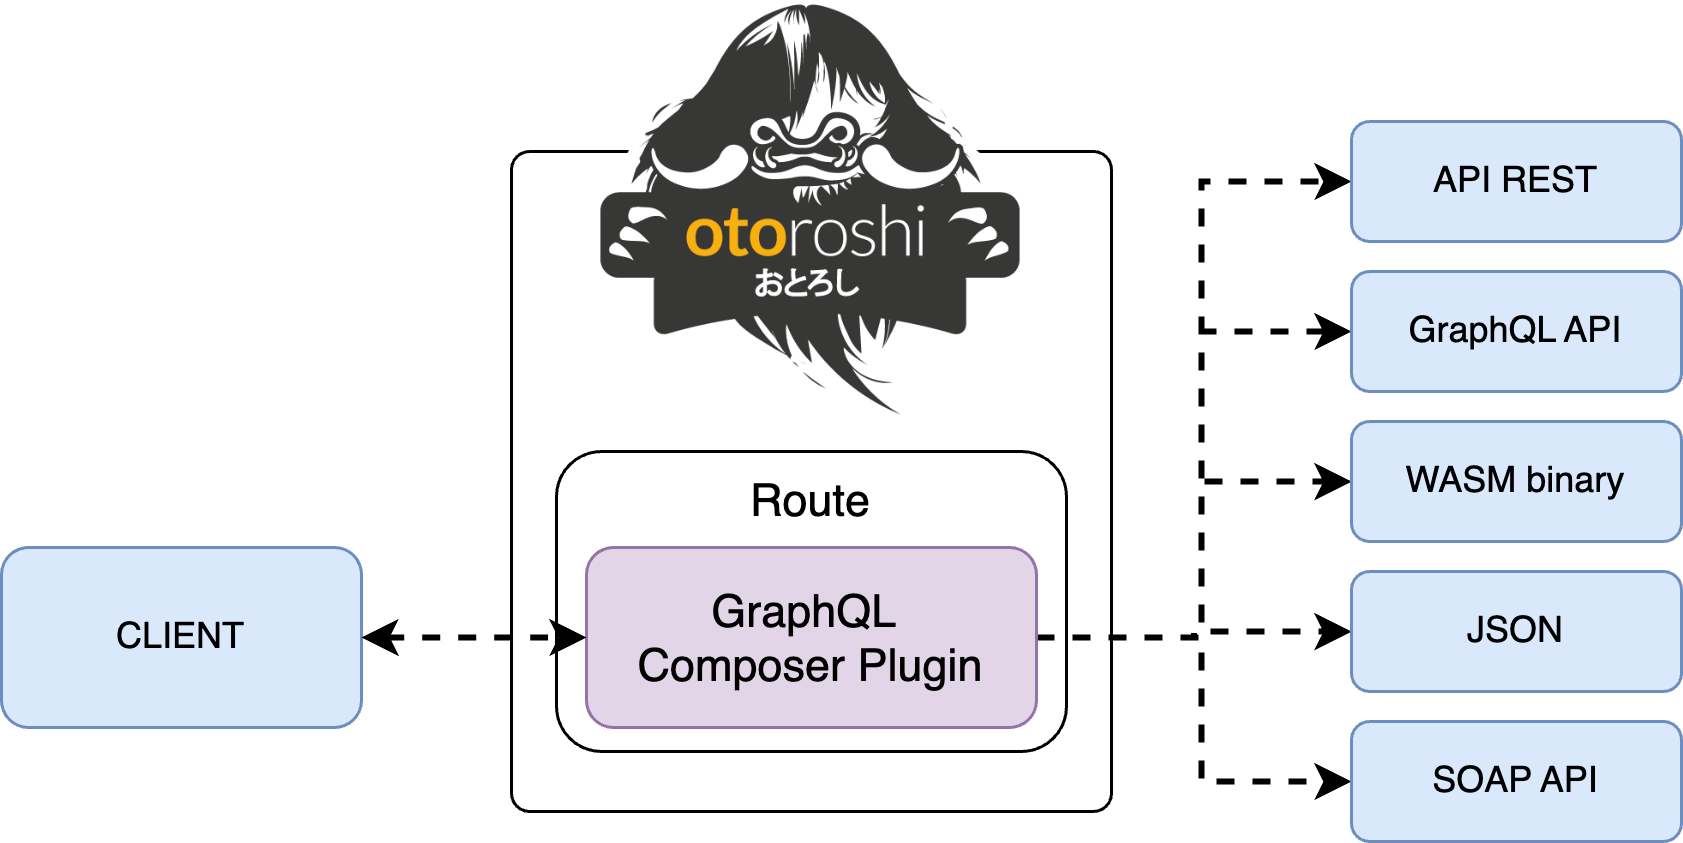 otoroshi
おとろし
Route
GraphQL
Composer Plugin
CLIENT
API REST
GraphQL API
WASM binary
JSON
SOAP API